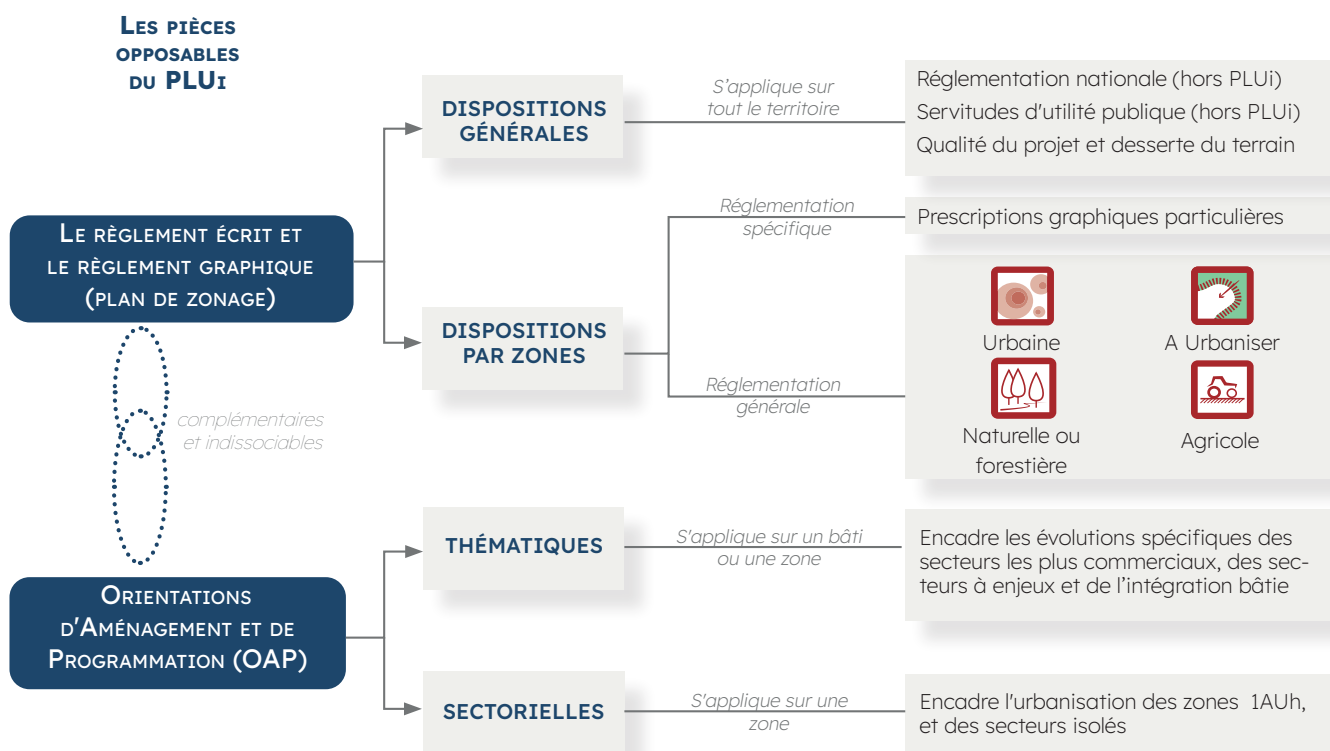 LES PIÈCES
OPPOSABLES
DU PLUI
LE RÈGLEMENT ÉCRIT ET
LE RÈGLEMENT GRAPHIQUE
(PLAN DE ZONAGE)
DISPOSITIONS
GÉNÉRALES
S'applique sur
tout le territoire
Réglementation nationale (hors PLUi)
Servitudes d'utilité publique (hors PLUi)
Qualité du projet et desserte du terrain
DISPOSITIONS
PAR ZONES
Réglementation
spécifique
Prescriptions graphiques particulières
Réglementation
générale
Urbaine
A Urbaniser
Naturelle ou
forestière
Agricole
complémentaires
et indissociables
ORIENTATIONS
D'AMÉNAGEMENT ET DE
PROGRAMMATION (OAP)
THÉMATIQUES
S'applique sur un bâti
ou une zone
Encadre les évolutions spécifiques des
secteurs les plus commerciaux, des sec-
teurs à enjeux et de l'intégration bâtie
SECTORIELLES
S'applique sur une
zone
Encadre l'urbanisation des zones 1AUh,
et des secteurs isolés